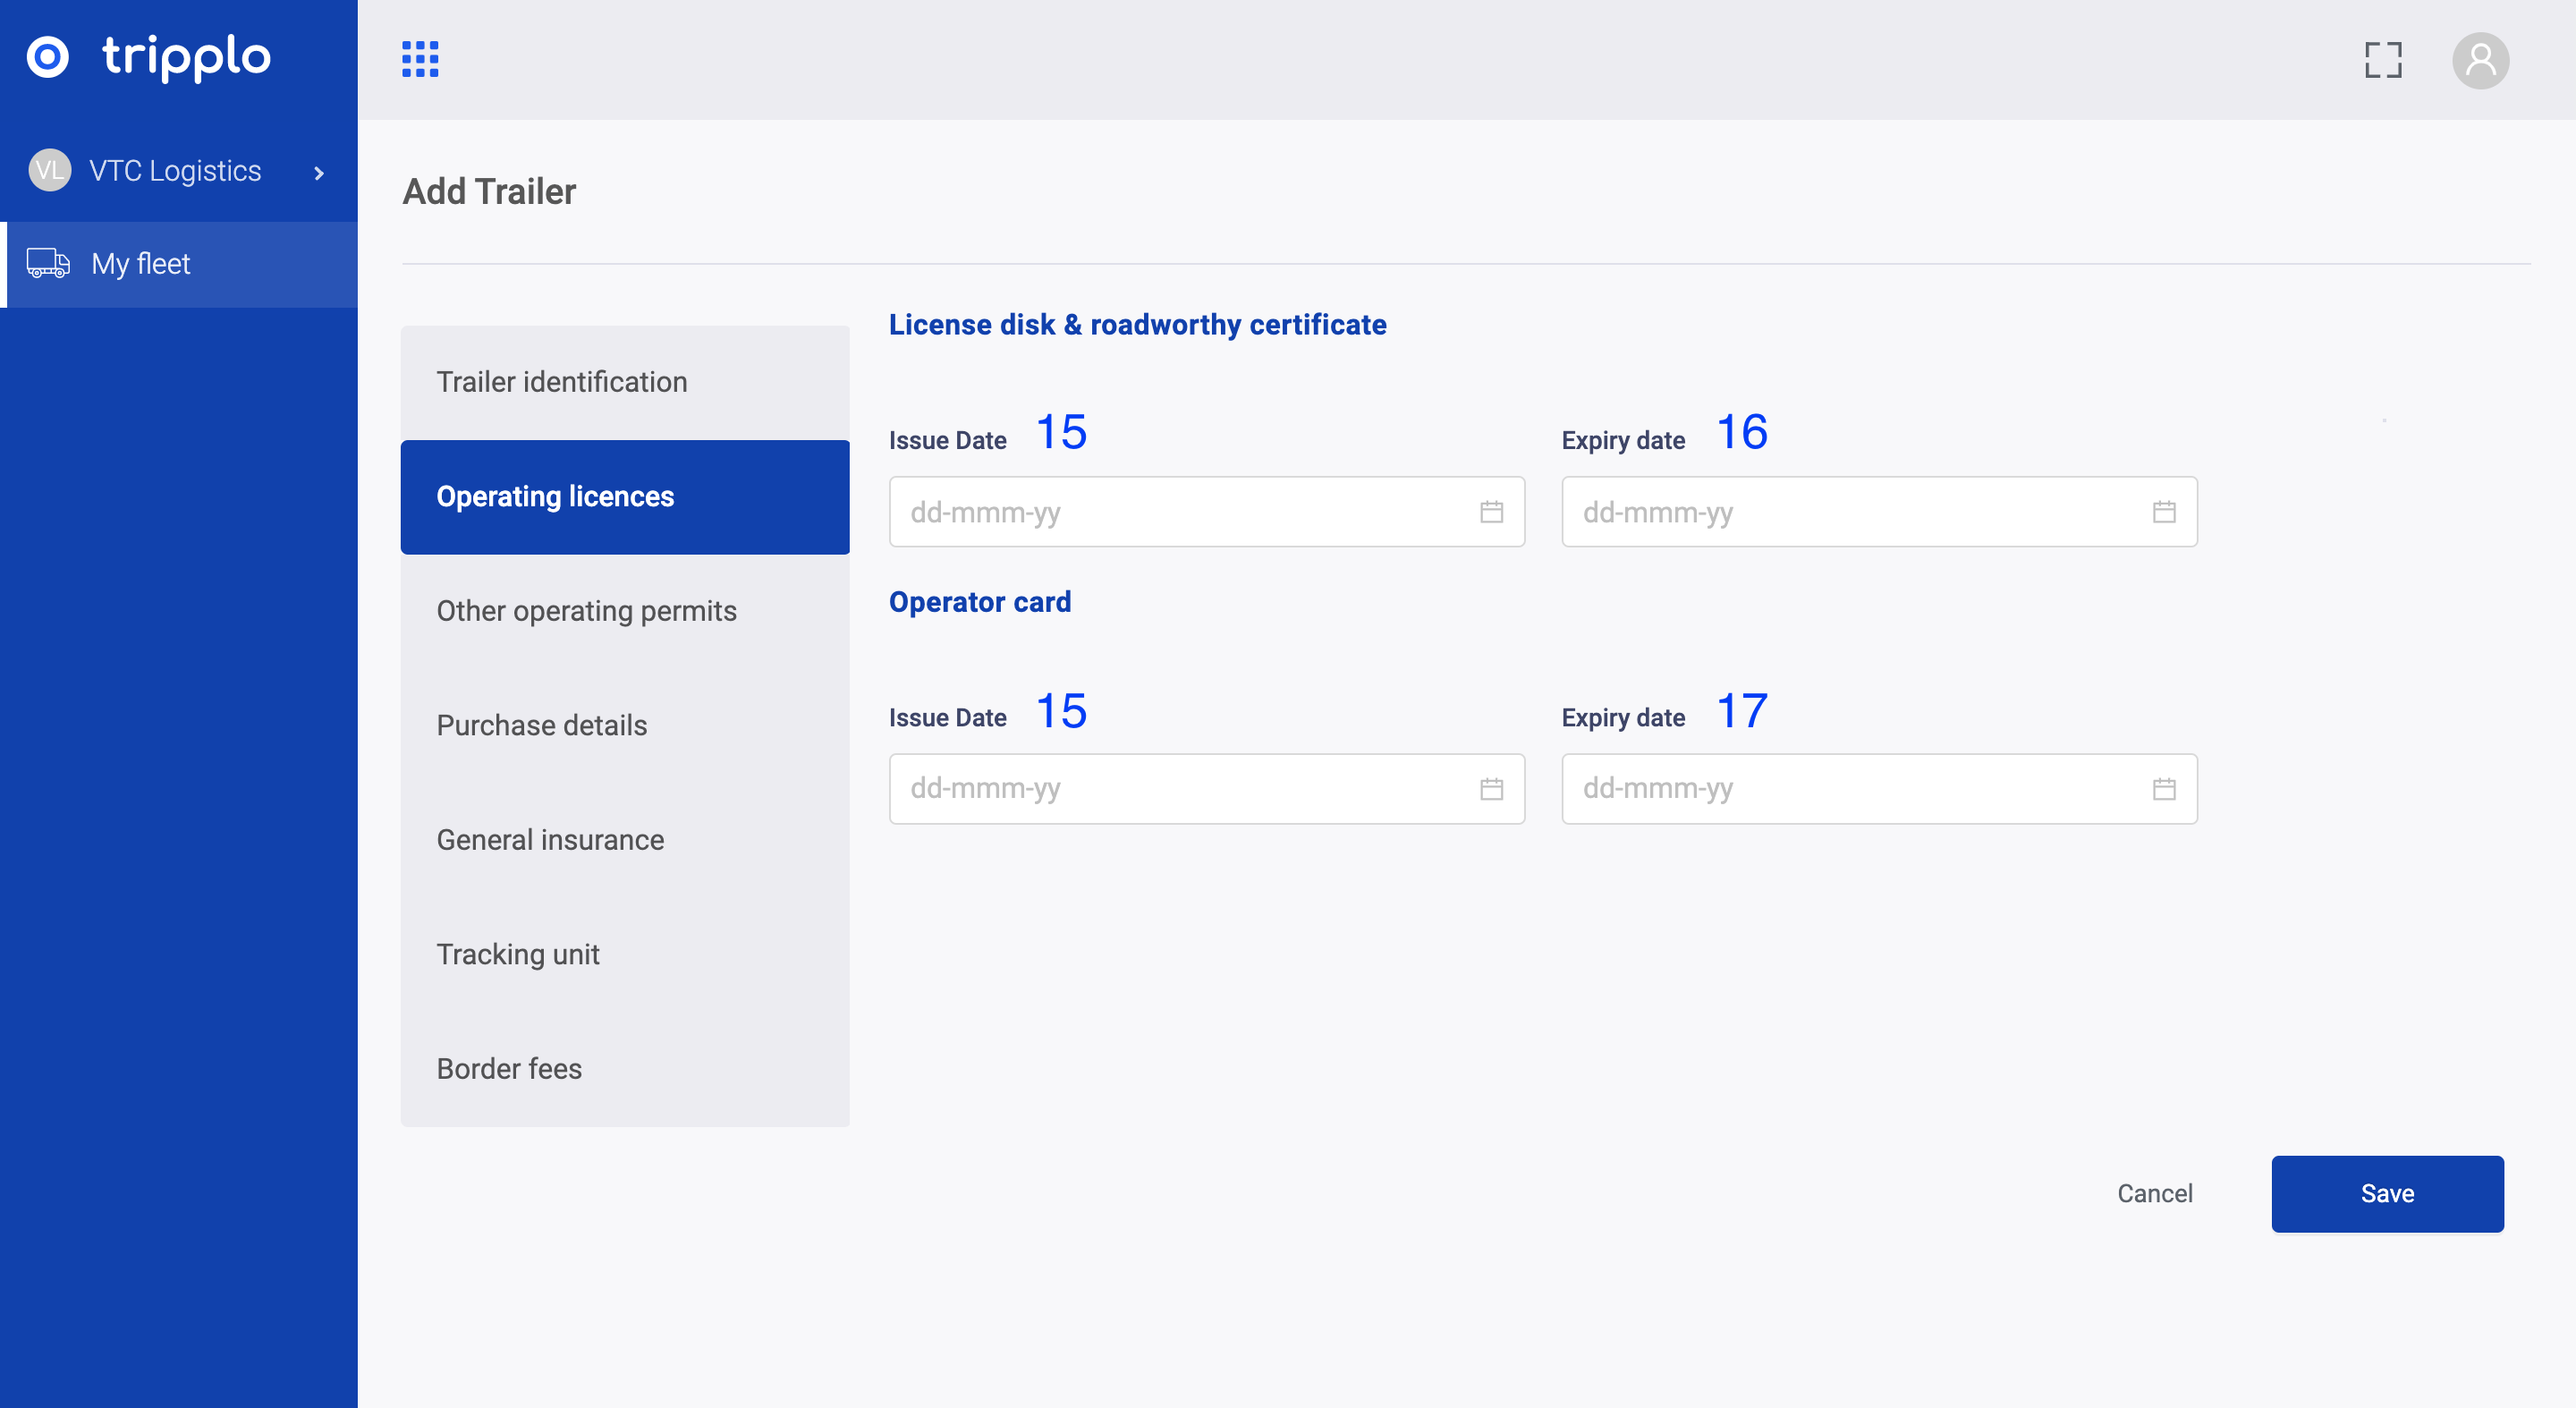 tripplo
VL VTC Logistics
My fleet
Add Trailer
Trailer identification
Operating licences
Other operating permits
Purchase details
General insurance
Tracking unit
Border fees
License disk & roadworthy certificate
Issue Date 15 Expiry date 16
dd-mmm-yy dd-mmm-yy
Operator card
Issue Date 15 Expiry date 17
dd-mmm-yy dd-mmm-yy
Cancel Save